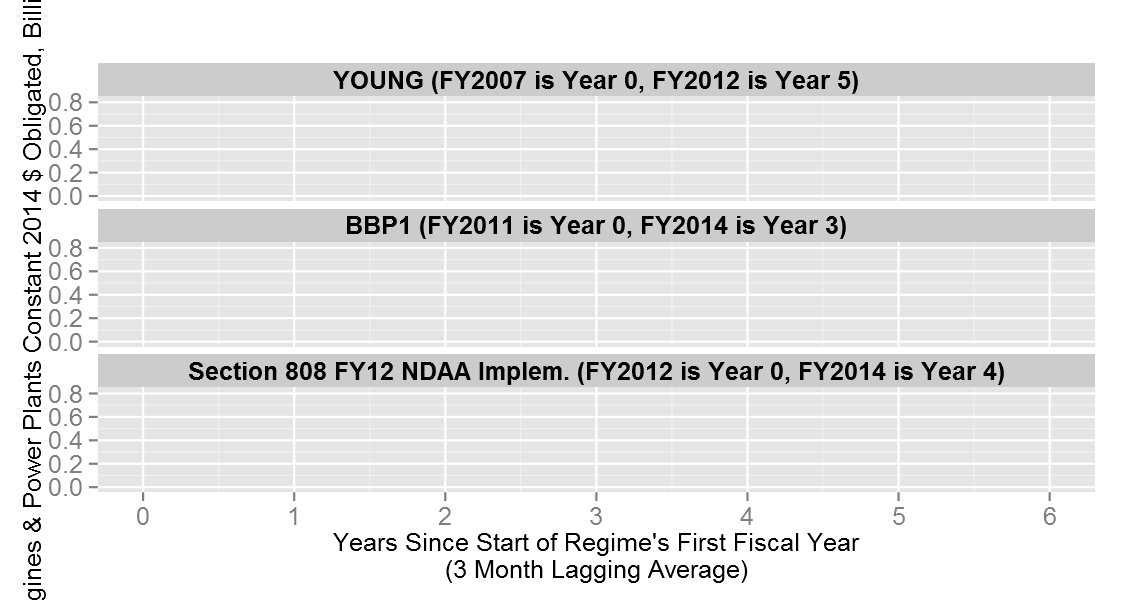 gines & Power Plants Constant 2014 $ Obligated, Billi
YOUNG (FY2007 is Year 0, FY2012 is Year 5)
0.8
0.6
0.4
0.2
0.0
BBP1 (FY2011 is Year 0, FY2014 is Year 3)
0.8
0.6
0.4
0.2
0.0
Section 808 FY12 NDAA Implem. (FY2012 is Year 0, FY2014 is Year 4)
0.8
0.6
0.4
0.2
0.0
0 1 2 3 4 5 6
Years Since Start of Regime's First Fiscal Year
(3 Month Lagging Average)